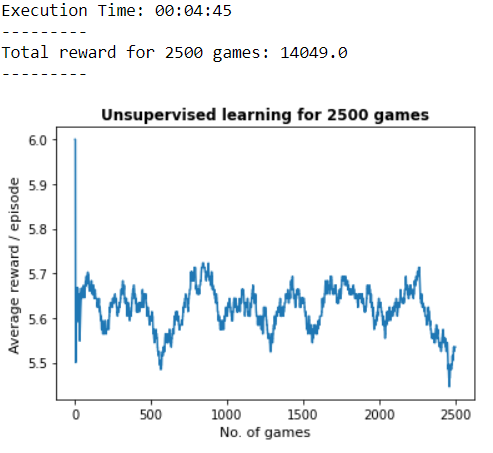 Execution Time: 00:04:45
---------
Total reward for 2500 games: 14049.0
---------
Unsupervised learning for 2500 games
Average reward / episode
6.0
5.9
5.8
5.7
5.6
5.5
0 500 1000 1500 2000 2500
No. of games